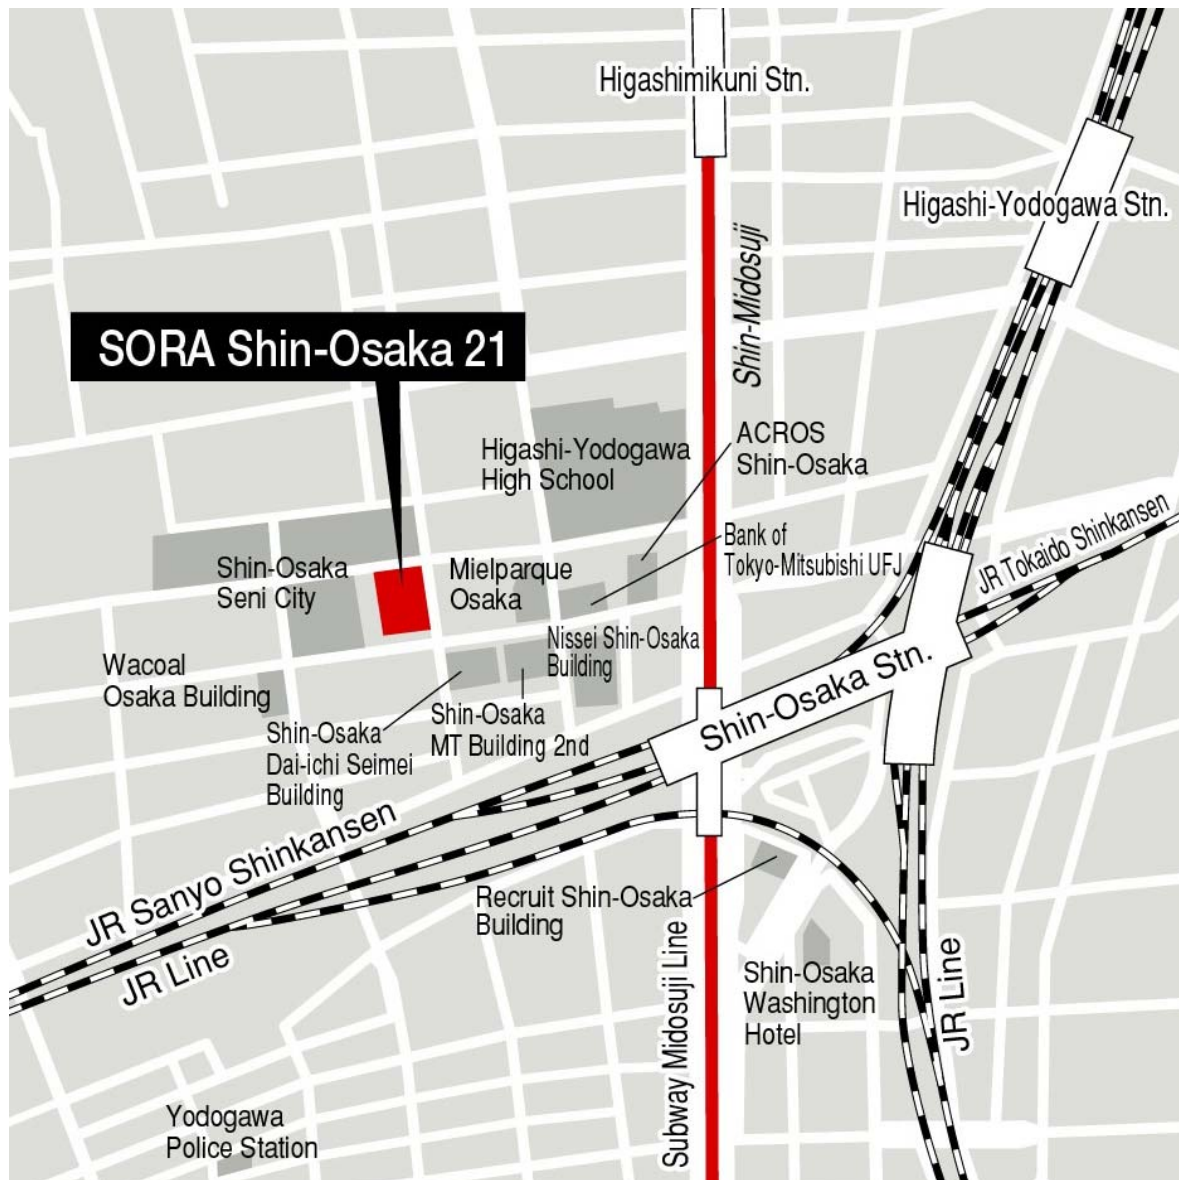 Higashimikuni Stn.
Higashi-Yodogawa Stn.
Shin-Midosuji
SORA Shin-Osaka 21
ACROS
Shin-Osaka
Higashi-Yodogawa
High School
Bank of
Tokyo-Mitsubishi UFJ
JR Tokaido Shinkansen
Shin-Osaka
Seni City
Mielparque
Osaka
Nissei Shin-Osaka
Building
Wacoal
Osaka Building
Shin-Osaka Stn.
Shin-Osaka
MT Building 2nd
Shin-Osaka
Dai-ichi Seimei
Building
JR Sanyo Shinkansen
JR Line
Recruit Shin-Osaka
Building
Subway Midosuji Line
Shin-Osaka
Washington
Hotel
JR Line
Yodogawa
Police Station